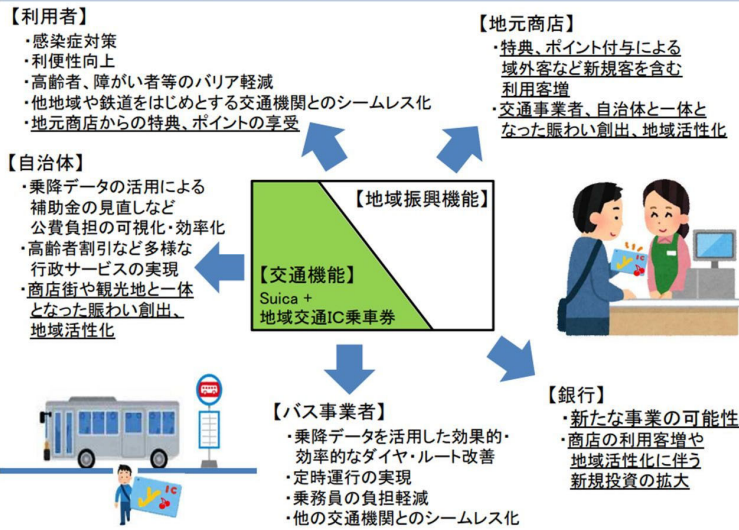 【利用者】
・感染症対策
・利便性向上
・高齢者、障がい者等のバリア軽減
・他地域や鉄道をはじめとする交通機関とのシームレス化
・地元商店からの特典、ポイントの享受
【地元商店】
・特典、ポイント付与による
域外客など新規客を含む
利用客増
・交通事業者、自治体と一体と
なった賑わい創出、地域活性化
【自治体】
・乗降データの活用による
補助金の見直しなど
公費負担の可視化・効率化
・高齢者割引など多様な
行政サービスの実現
・商店街や観光地と一体
となった賑わい創出、
地域活性化
【地域振興機能】
【交通機能】
Suica +
地域交通IC乗車券
IC
【バス事業者】
・乗降データを活用した効果的・
効率的なダイヤ・ルート改善
・定時運行の実現
・乗務員の負担軽減
・他の交通機関とのシームレス化
【銀行】
・新たな事業の可能性
・商店の利用客増や
地域活性化に伴う
新規投資の拡大
IC